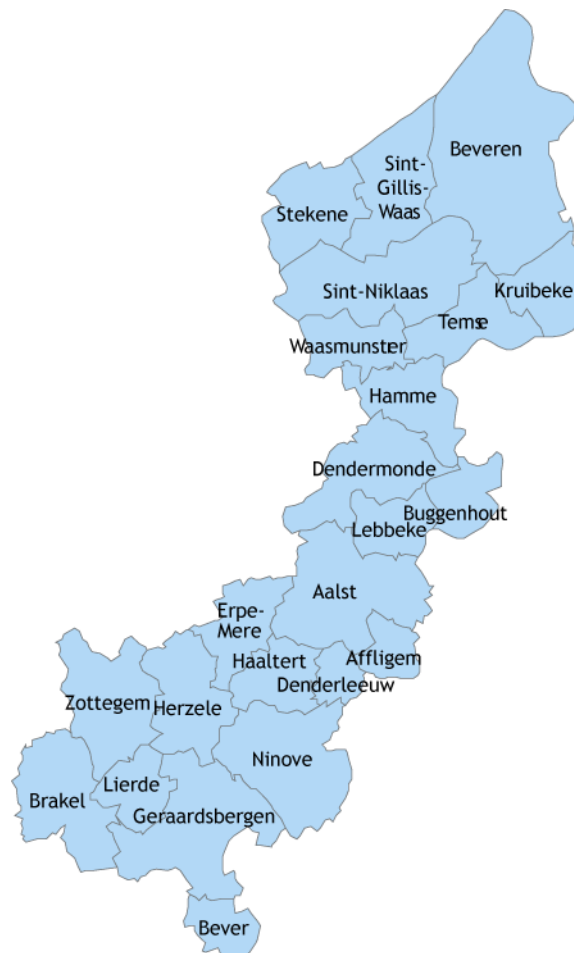 Beveren
Sint-
Gillis-
Waas
Stekene
Sint-Niklaas
Kruibeke
Temse
Waasmunster
Hamme
Dendermonde
Buggenhout
Lebbeke
Aalst
Erpe-
Mere
Haaltert
Affligem
Denderleeuw
Zottegem
Herzele
Ninove
Lierde
Brakel
Geraardsbergen
Bever